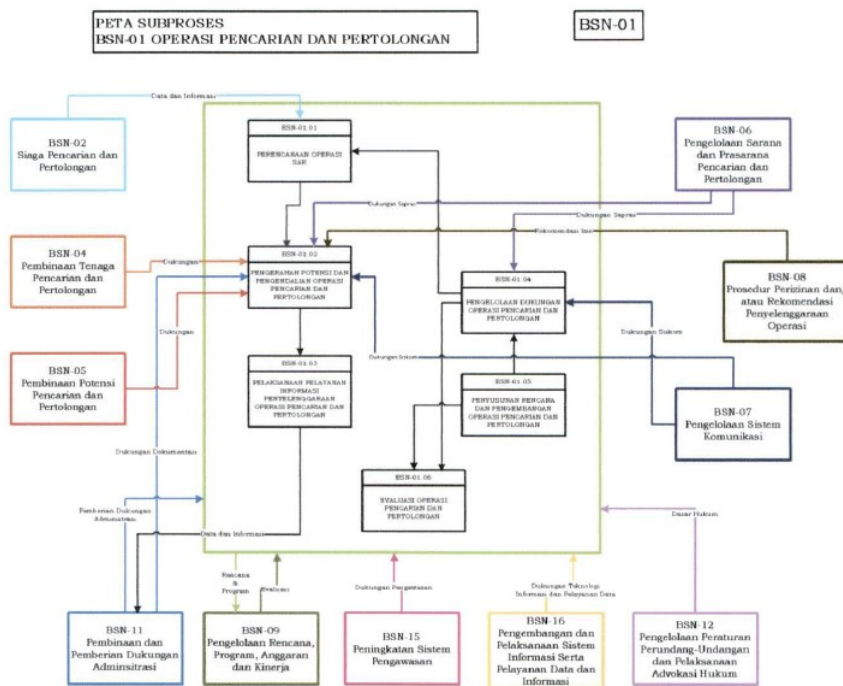 PETA SUBPROSES
BSN-01 OPERASI PENCARIAN DAN PERTOLONGAN
BSN-01
Data dan Informasi
BSN-02
Siaga Pencarian dan
Pertolongan
BSN-01.01
PERENCANAAN OPERASI
SAR
BSN-06
Pengelolaan Sarana
dan Prasarana
Pencarian dan
Pertolongan
Dukungan Sapras
Dukungan Sapras
BSN-04
Pembinaan Tenaga
Pencarian dan
Pertolongan
Dukungan
BSN-01.02
PENGERAHAN POTENSI DAN
PENGENDALIAN OPERASI
PENCARIAN DAN
PERTOLONGAN
BSN-01.04
PENGELOLAAN DUKUNGAN
OPERASI PENCARIAN DAN
PERTOLONGAN
BSN-08
Prosedur Perizinan dan
atau Rekomendasi
Penyelenggaraan
Operasi
Dukungan
Dukungan Siskom
BSN-05
Pembinaan Potensi
Pencarian dan
Pertolongan
BSN-01.03
PELAKSANAAN PELAYANAN
INFORMASI
PENYELENGGARAAN
OPERASI PENCARIAN DAN
PERTOLONGAN
BSN-01.05
PENYUSUNAN RENCANA
DAN PENGEMBANGAN
OPERASI PENCARIAN DAN
PERTOLONGAN
BSN-07
Pengelolaan Sistem
Komunikasi
Dukungan Dokumentasi
BSN-01.06
EVALUASI OPERASI
PENCARIAN DAN
PERTOLONGAN
Pemberian Dukungan
Data dan Informasi
Dasar Hukum
Rencana
&
Program
Evaluasi
Dukungan Pengawasan
Dukungan Teknologi
Informasi dan Pelayanan Data
BSN-11
Pembinaan dan
Pemberian Dukungan
Adminsitrasi
BSN-09
Pengelolaan Rencana,
Program, Anggaran
dan Kinerja
BSN-15
Peningkatan Sistem
Pengawasan
BSN-16
Pengembangan dan
Pelaksanaan Sistem
Informasi Serta
Pelayanan Data dan
Informasi
BSN-12
Pengelolaan Peraturan
Perundang-Undangan
dan Pelaksanaan
Advokasi Hukum